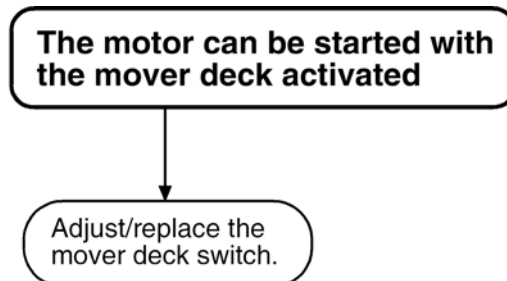 The motor can be started with
the mover deck activated
Adjust/replace the
mover deck switch.